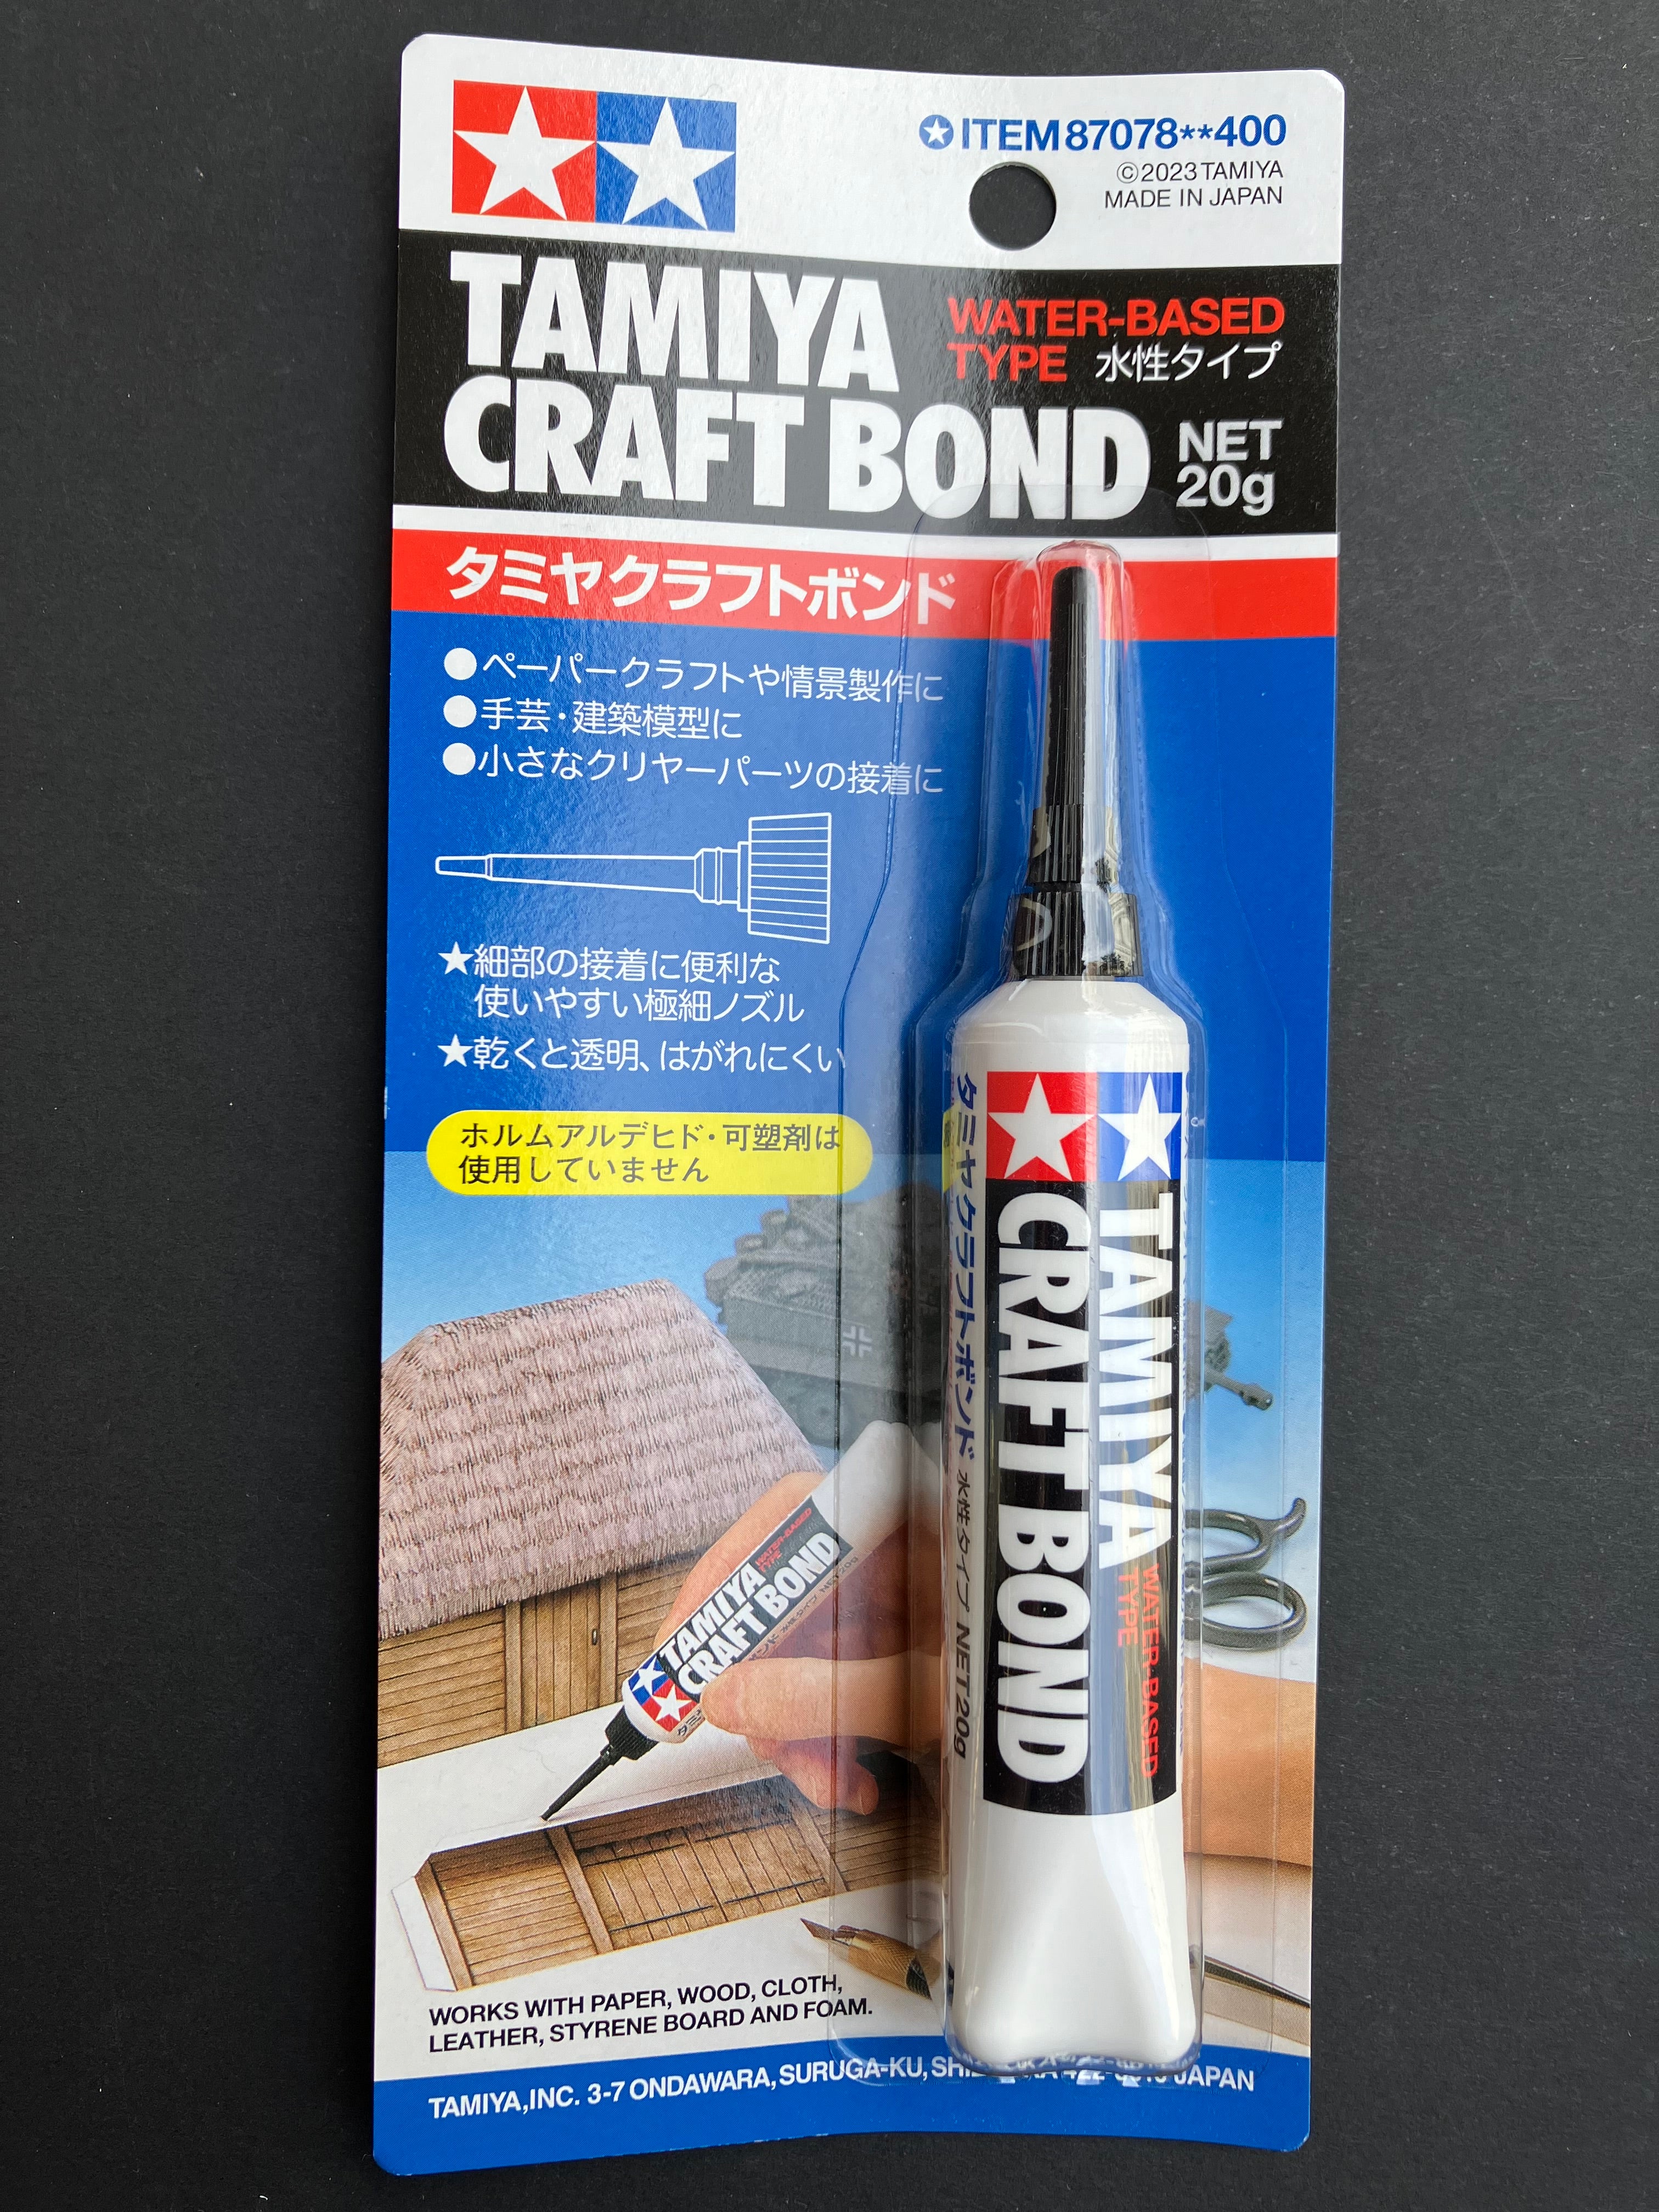 ITEM 87078**400
©2023 TAMIYA
MADE IN JAPAN
TAMIYA
CRAFT BOND
WATER-BASED
TYPE 水性タイプ
NET
20g
タミヤクラフトボンド
●ペーパークラフトや情景製作に
●手芸・建築模型に
●小さなクリヤーパーツの接着に
★細部の接着に便利な
使いやすい極細ノズル
★乾くと透明、はがれにくい
ホルムアルデヒド・可塑剤は
使用していません
TAMIYA
CRAFT BOND
WATER-BASED
TYPE
タミヤクラフトボンド 水性タイプ NET 20g
TAMIYA
CRAFT BOND
WATER-BASED
TYPE
WORKS WITH PAPER, WOOD, CLOTH,
LEATHER, STYRENE BOARD AND FOAM.
TAMIYA,INC. 3-7 ONDAWARA, SURUGA-KU, JAPAN